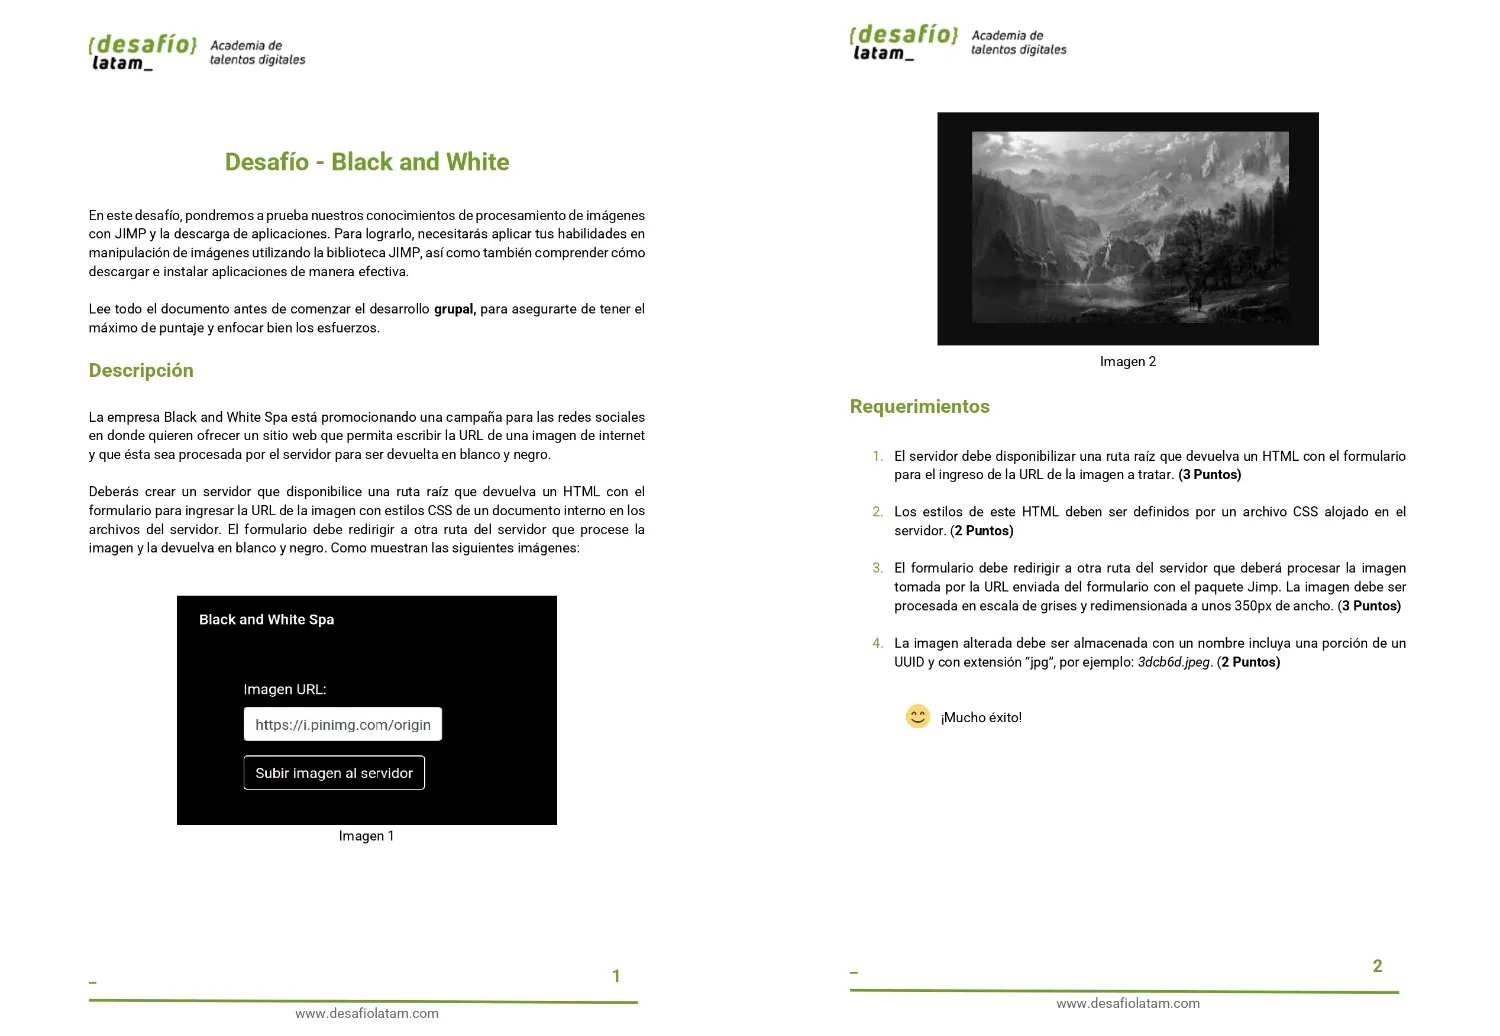 {desafío}
latam_
Academia de
talentos digitales
Desafío - Black and White
En este desafío, pondremos a prueba nuestros conocimientos de procesamiento de imágenes
con JIMP y la descarga de aplicaciones. Para lograrlo, necesitarás aplicar tus habilidades en
manipulación de imágenes utilizando la biblioteca JIMP, así como también comprender cómo
descargar e instalar aplicaciones de manera efectiva.
Lee todo el documento antes de comenzar el desarrollo grupal, para asegurarte de tener el
máximo de puntaje y enfocar bien los esfuerzos.
Descripción
La empresa Black and White Spa está promocionando una campaña para las redes sociales
en donde quieren ofrecer un sitio web que permita escribir la URL de una imagen de internet
y que ésta sea procesada por el servidor para ser devuelta en blanco y negro.
Deberás crear un servidor que disponibilice una ruta raíz que devuelva un HTML con el
formulario para ingresar la URL de la imagen con estilos CSS de un documento interno en los
archivos del servidor. El formulario debe redirigir a otra ruta del servidor que procese la
imagen y la devuelva en blanco y negro. Como muestran las siguientes imágenes:
Black and White Spa
Imagen URL:
https://i.pinimg.com/origin
Subir imagen al servidor
Imagen 1
_
1
www.desafiolatam.com
{desafío}
latam_
Academia de
talentos digitales
Imagen 2
Requerimientos
1. El servidor debe disponibilizar una ruta raíz que devuelva un HTML con el formulario
para el ingreso de la URL de la imagen a tratar. (3 Puntos)
2. Los estilos de este HTML deben ser definidos por un archivo CSS alojado en el
servidor. (2 Puntos)
3. El formulario debe redirigir a otra ruta del servidor que deberá procesar la imagen
tomada por la URL enviada del formulario con el paquete Jimp. La imagen debe ser
procesada en escala de grises y redimensionada a unos 350px de ancho. (3 Puntos)
4. La imagen alterada debe ser almacenada con un nombre incluya una porción de un
UUID y con extensión “jpg”, por ejemplo: 3dcb6d.jpeg. (2 Puntos)
¡Mucho éxito!
_
2
www.desafiolatam.com